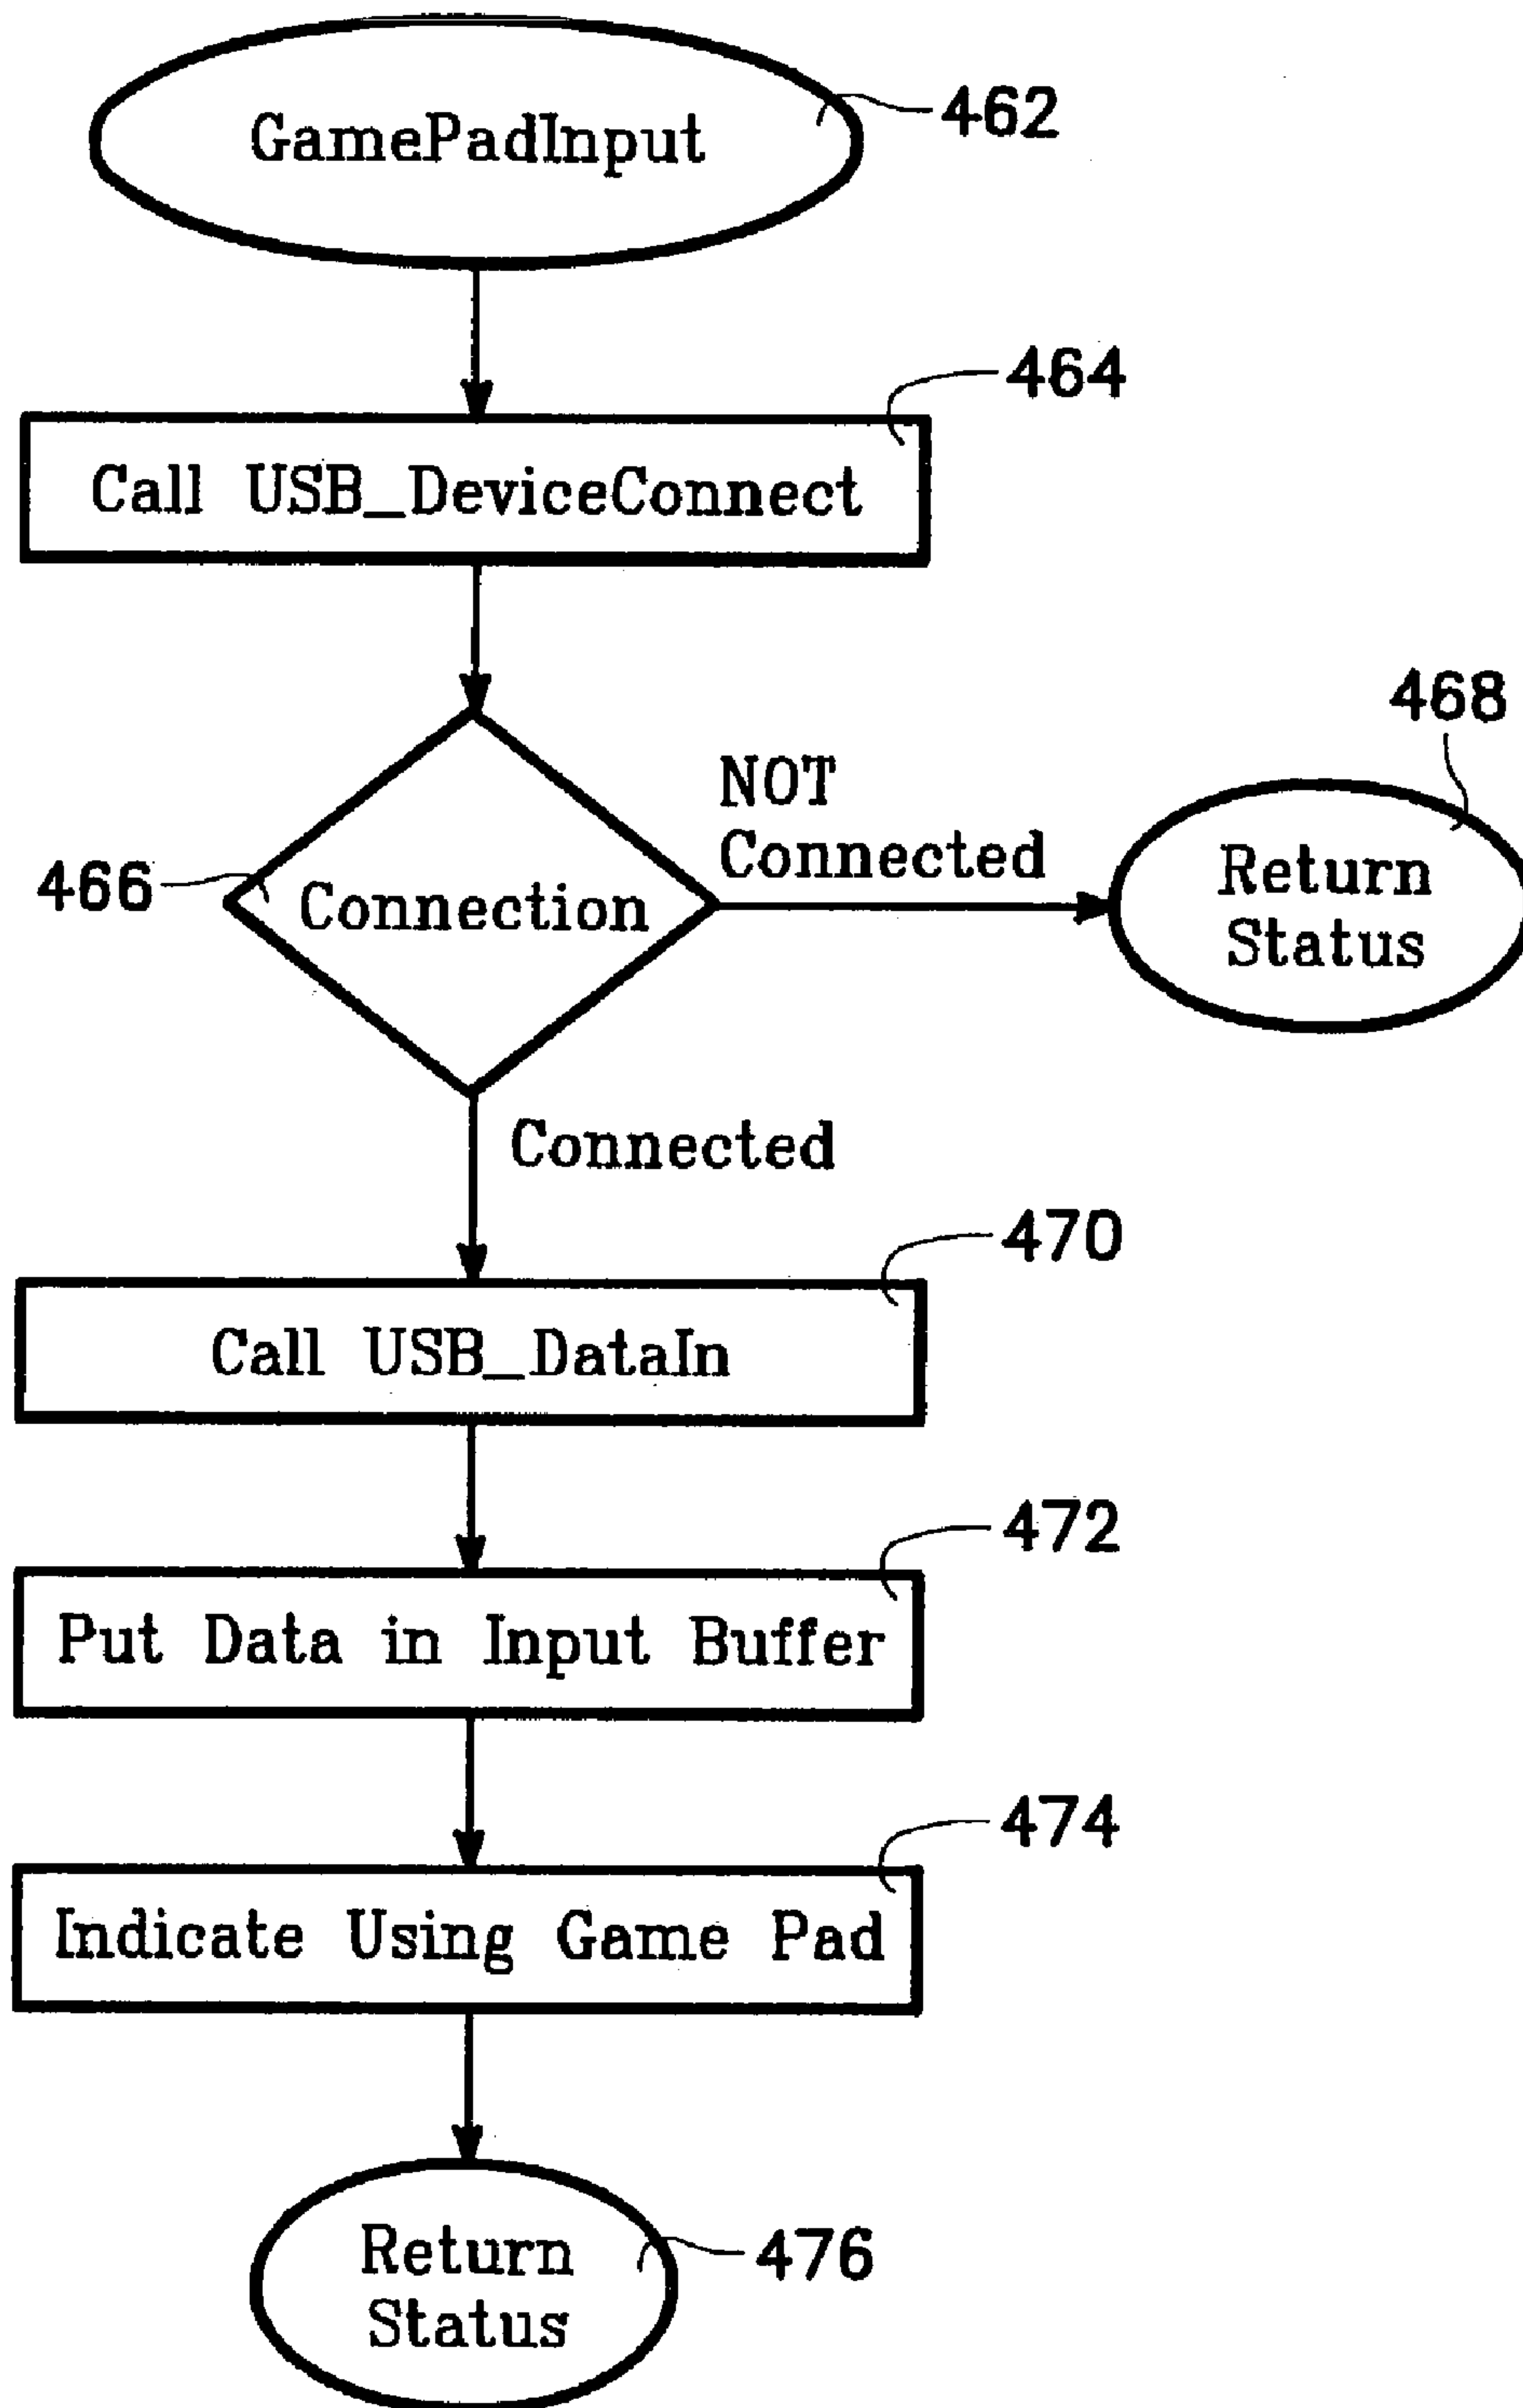 GamePadInput
462
464
Call USB_DeviceConnect
468
NOT
Connected
Return
Status
466
Connection
Connected
470
Call USB_DataIn
472
Put Data in Input Buffer
474
Indicate Using Game Pad
Return
Status
476